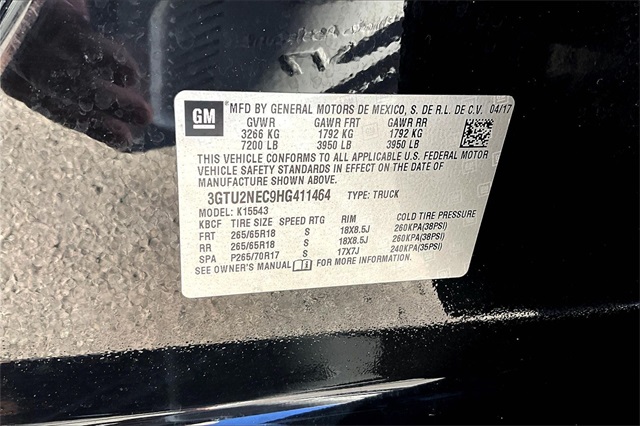 GM ® MFD BY GENERAL MOTORS DE MEXICO, S. DE R.L. DE C.V. 04/17
GVWR GAWR FRT GAWR RR
3266 KG 1792 KG 1792 KG
7200 LB 3950 LB 3950 LB
THIS VEHICLE CONFORMS TO ALL APPLICABLE U.S. FEDERAL MOTOR
VEHICLE SAFETY STANDARDS IN EFFECT ON THE DATE OF
MANUFACTURE SHOWN ABOVE.
3GTU2NEC9HG411464 TYPE: TRUCK
MODEL: K15543
KBCF TIRE SIZE SPEED RTG RIM COLD TIRE PRESSURE
FRT 265/65R18 S 18X8.5J 260KPA(38PSI)
RR 265/65R18 S 18X8.5J 260KPA(38PSI)
SPA P265/70R17 S 17X7J 240KPA(35PSI)
SEE OWNER'S MANUAL FOR MORE INFORMATION.